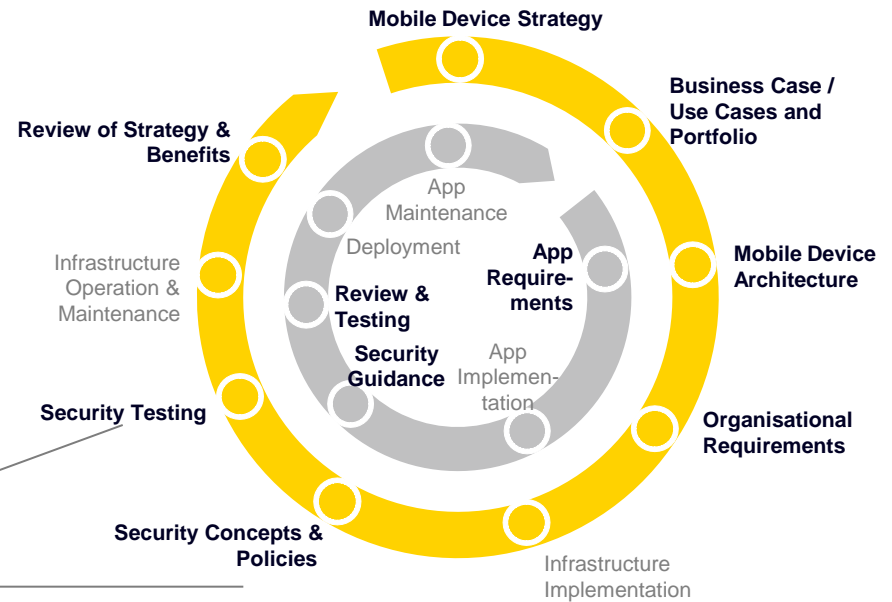 Mobile Device Strategy
Business Case /
Use Cases and
Portfolio
Mobile Device
Architecture
Organisational
Requirements
Infrastructure
Implementation
Security Concepts &
Policies
Security Testing
Infrastructure
Operation &
Maintenance
Review of Strategy &
Benefits
App
Require-
ments
App
Implemen-
tation
Security
Guidance
Review &
Testing
Deployment
App
Maintenance